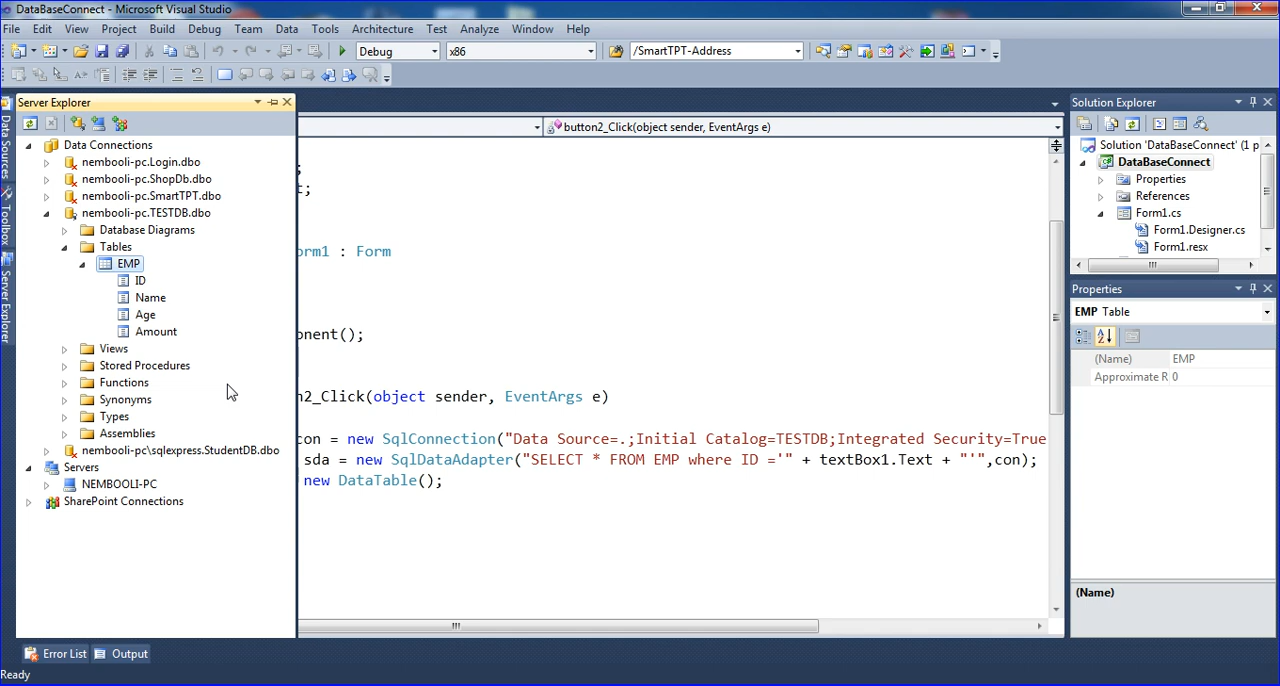 DataBaseConnect - Microsoft Visual Studio
File Edit View Project Build Debug Team Data Tools Architecture Test Analyze Window Help
Debug x86 /SmartTPT-Address
Server Explorer
Data Connections
nembooli-pc.Login.dbo
nembooli-pc.ShopDb.dbo
nembooli-pc.SmartTPT.dbo
nembooli-pc.TESTDB.dbo
Database Diagrams
Tables
EMP
ID
Name
Age
Amount
Views
Stored Procedures
Functions
Synonyms
Types
Assemblies
nembooli-pc\sqlexpress.StudentDB.dbo
Servers
NEMBOOLI-PC
SharePoint Connections
Data Sources
Toolbox
Server Explorer
button2_Click(object sender, EventArgs e)
;
t;
orm1 : Form
onent();
n2_Click(object sender, EventArgs e)
con = new SqlConnection("Data Source=.;Initial Catalog=TESTDB;Integrated Security=True
sda = new SqlDataAdapter("SELECT * FROM EMP where ID ='" + textBox1.Text + "'",con);
new DataTable();
Solution Explorer
Solution 'DataBaseConnect' (1 p
DataBaseConnect
Properties
References
Form1.cs
Form1.Designer.cs
Form1.resx
Properties
EMP Table
(Name) EMP
Approximate R 0
(Name)
Error List Output
Ready